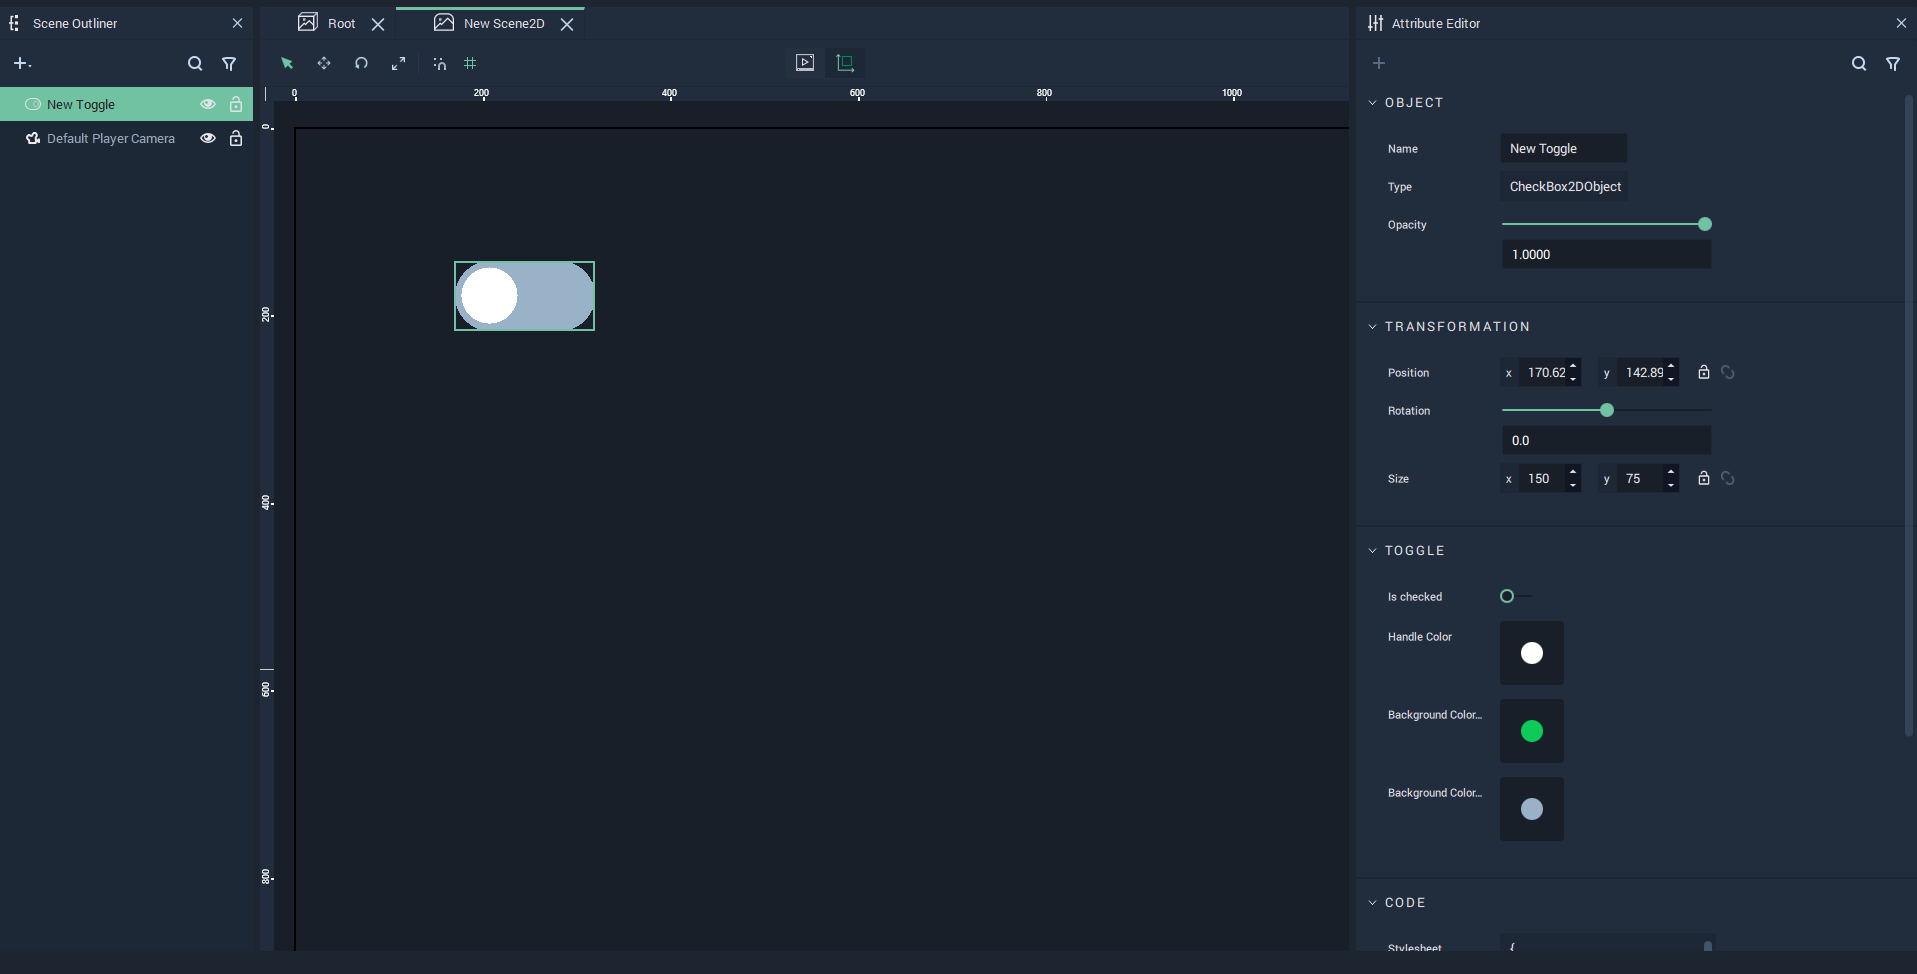 Scene Outliner
New Toggle
Default Player Camera
Root
New Scene2D
0
200
400
600
800
1000
0
200
400
600
800
Attribute Editor
OBJECT
Name
New Toggle
Type
CheckBox2DObject
Opacity
1.0000
TRANSFORMATION
Position
x 170.62
y 142.89
Rotation
0.0
Size
x 150
y 75
TOGGLE
Is checked
Handle Color
Background Color...
Background Color...
CODE
Stylesheet
{